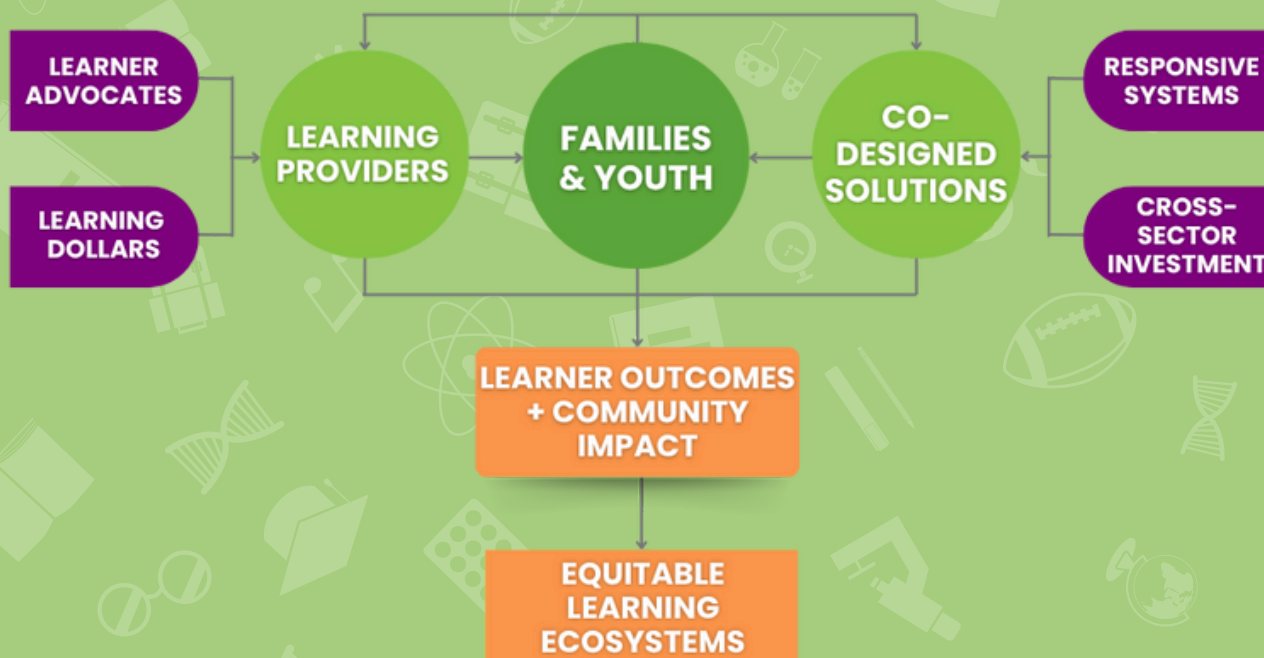 LEARNER
ADVOCATES
LEARNING
DOLLARS
LEARNING
PROVIDERS
FAMILIES
& YOUTH
CO-
DESIGNED
SOLUTIONS
RESPONSIVE
SYSTEMS
CROSS-
SECTOR
INVESTMENT
LEARNER OUTCOMES
+ COMMUNITY
IMPACT
EQUITABLE
LEARNING
ECOSYSTEMS